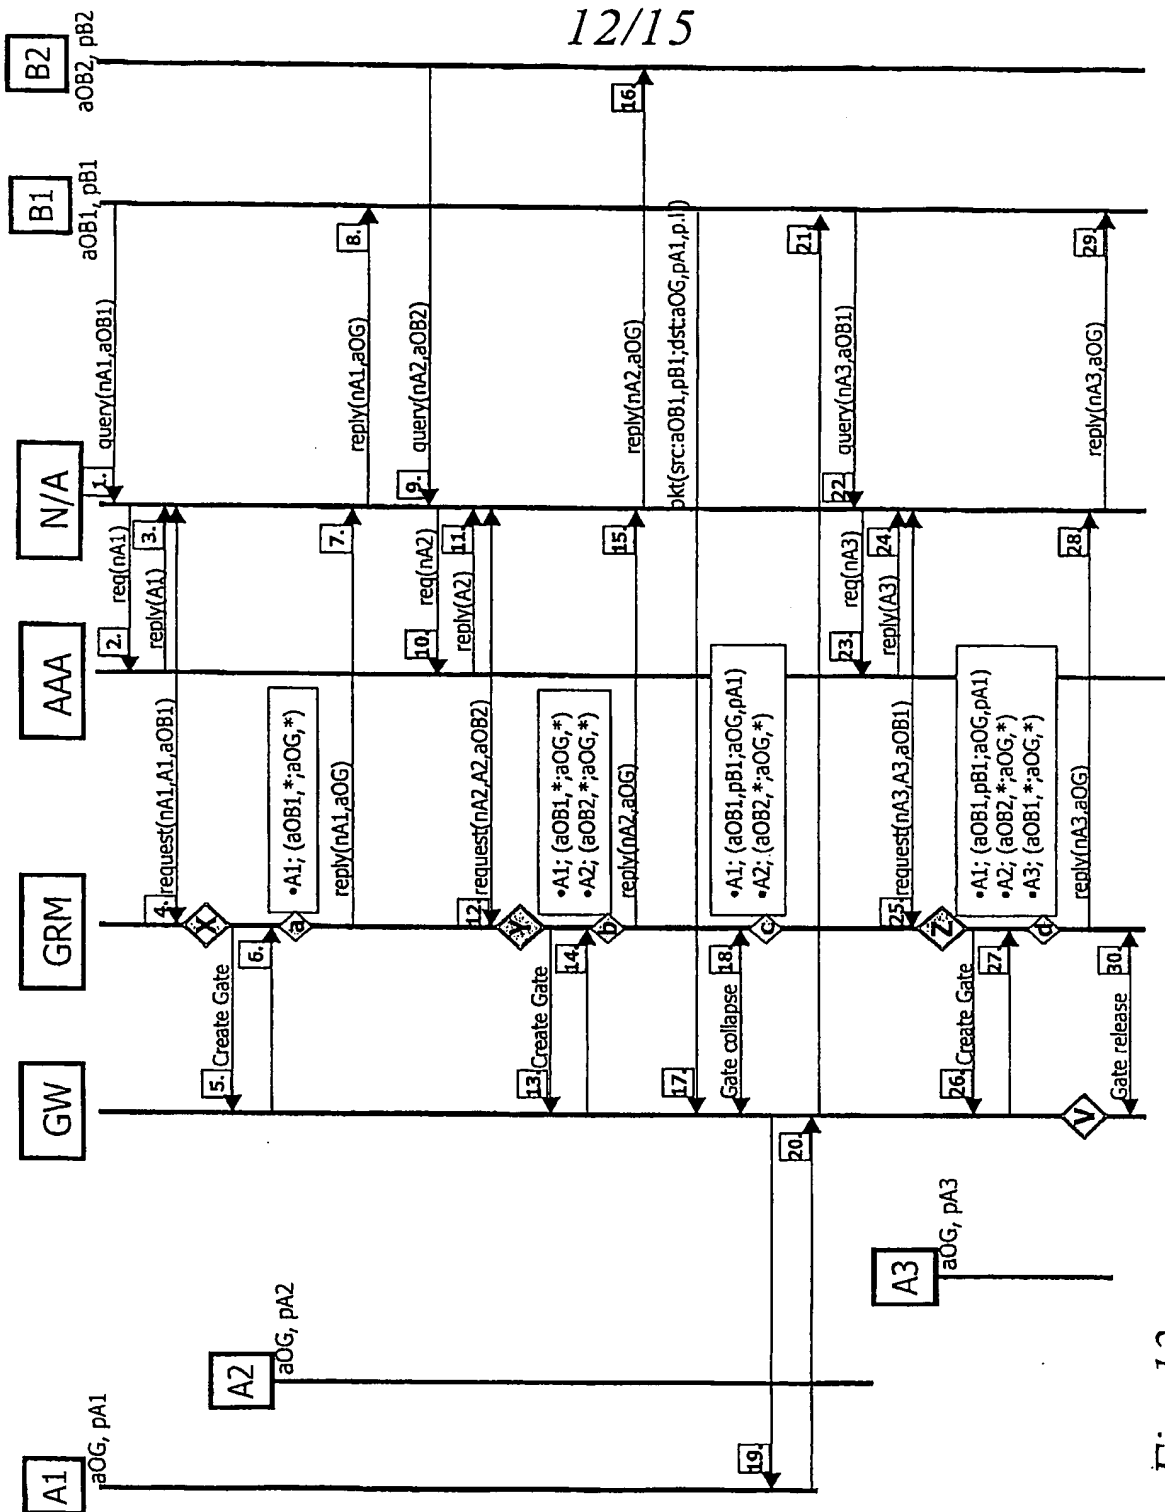 12/15
A1
aOG, pA1
A2
aOG, pA2
A3
aOG, pA3
GW
GRM
AAA
N/A
B1
aOB1, pB1
B2
aOB2, pB2
1.
query(nA1,aOB1)
2.
req(nA1)
3.
reply(A1)
4.
request(nA1,A1,aOB1)
X
5.
Create Gate
6.
a
•A1; (aOB1,*;aOG,*)
7.
reply(nA1,aOG)
8.
reply(nA1,aOG)
9.
query(nA2,aOB2)
10.
req(nA2)
11.
reply(A2)
12.
request(nA2,A2,aOB2)
Y
13.
Create Gate
14.
b
•A1; (aOB1,*;aOG,*)
•A2; (aOB2,*;aOG,*)
15.
reply(nA2,aOG)
16.
reply(nA2,aOG)
17.
pkt(src:aOB1,pB1;dst:aOG,pA1,p.l)
18.
Gate collapse
c
•A1; (aOB1,pB1;aOG,pA1)
•A2; (aOB2,*;aOG,*)
19.
20.
21.
22.
query(nA3,aOB1)
23.
req(nA3)
24.
reply(A3)
25.
request(nA3,A3,aOB1)
Z
26.
Create Gate
27.
d
•A1; (aOB1,pB1;aOG,pA1)
•A2; (aOB2,*;aOG,*)
•A3; (aOB1,*;aOG,*)
28.
reply(nA3,aOG)
29.
reply(nA3,aOG)
V
30.
Gate release